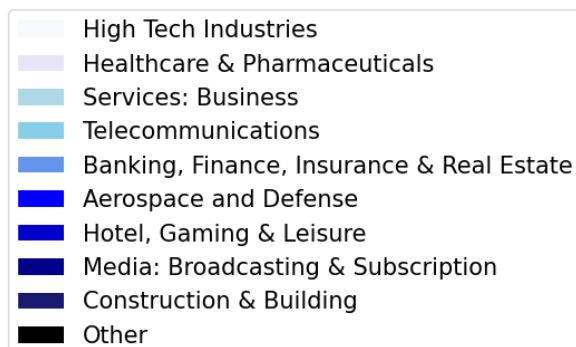 High Tech Industries
Healthcare & Pharmaceuticals
Services: Business
Telecommunications
Banking, Finance, Insurance & Real Estate
Aerospace and Defense
Hotel, Gaming & Leisure
Media: Broadcasting & Subscription
Construction & Building
Other